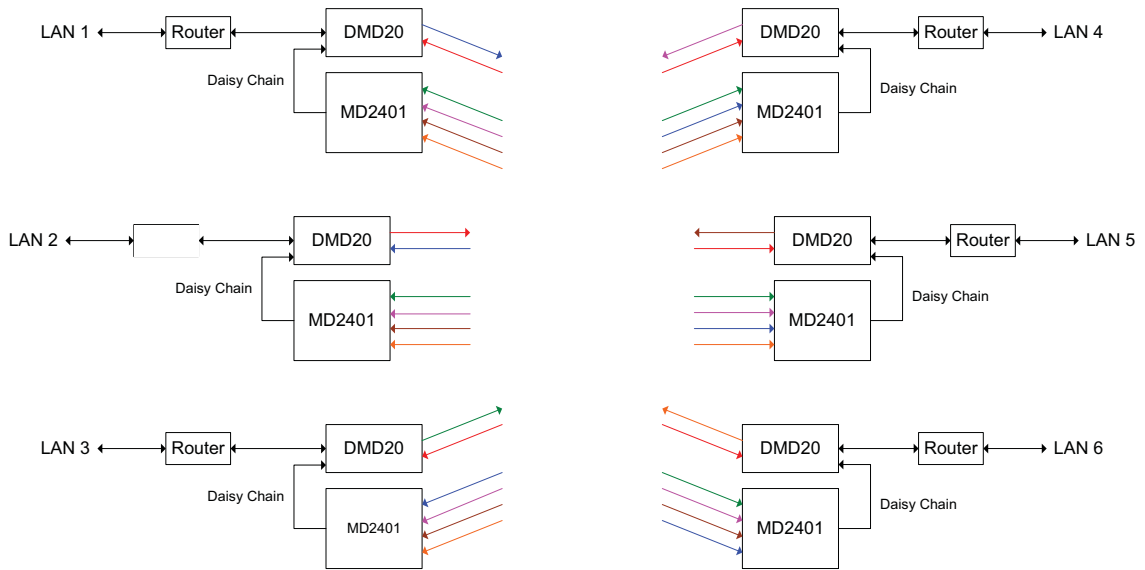 LAN 1
Router
DMD20
Daisy Chain
MD2401
DMD20
Router
LAN 4
Daisy Chain
MD2401
LAN 2
DMD20
Daisy Chain
MD2401
DMD20
Router
LAN 5
Daisy Chain
MD2401
LAN 3
Router
DMD20
Daisy Chain
MD2401
DMD20
Router
LAN 6
Daisy Chain
MD2401